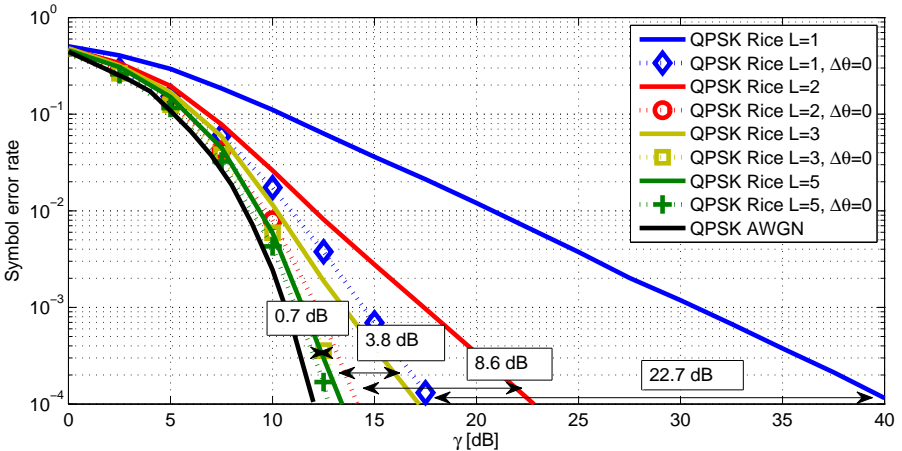 10^0
10^-1
10^-2
10^-3
10^-4
Symbol error rate
0
5
10
15
20
25
30
35
40
γ [dB]
QPSK Rice L=1
QPSK Rice L=1, Δθ=0
QPSK Rice L=2
QPSK Rice L=2, Δθ=0
QPSK Rice L=3
QPSK Rice L=3, Δθ=0
QPSK Rice L=5
QPSK Rice L=5, Δθ=0
QPSK AWGN
0.7 dB
3.8 dB
8.6 dB
22.7 dB